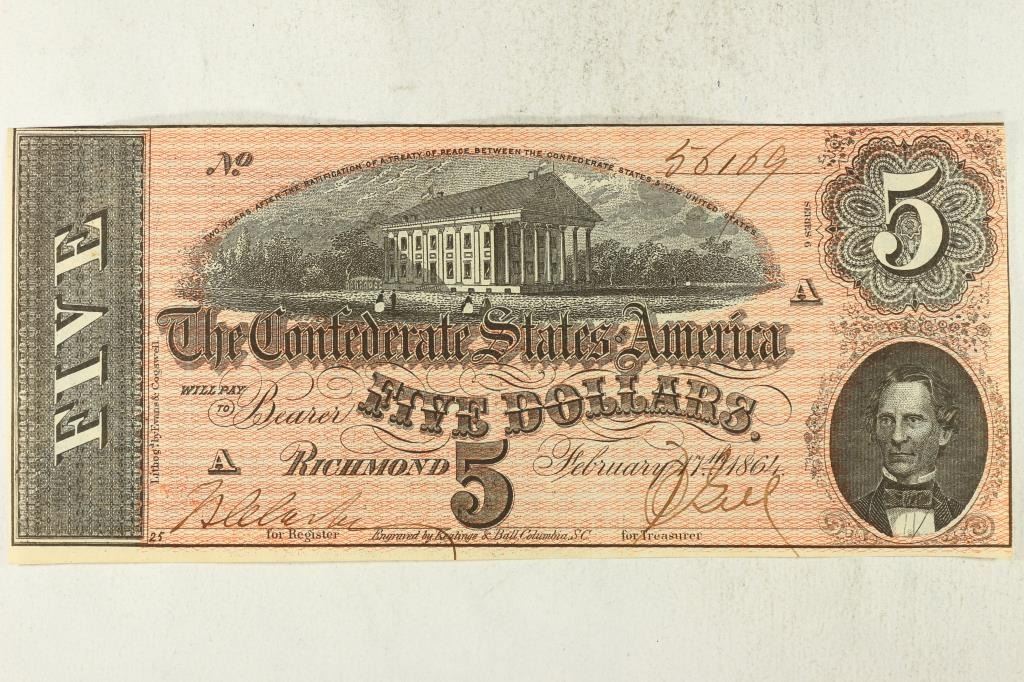 No 56169
TWO YEARS AFTER THE RATIFICATION OF A TREATY OF PEACE BETWEEN THE CONFEDERATE STATES & THE UNITED STATES
5
SERIES 6
A
FIVE
The Confederate States of America
WILL PAY
TO Bearer FIVE DOLLARS.
Lithog'd by Evans & Cogswell
A RICHMOND 5 February 17th 1864
25 for Register Engraved by Keatinge & Ball, Columbia, S.C. for Treasurer